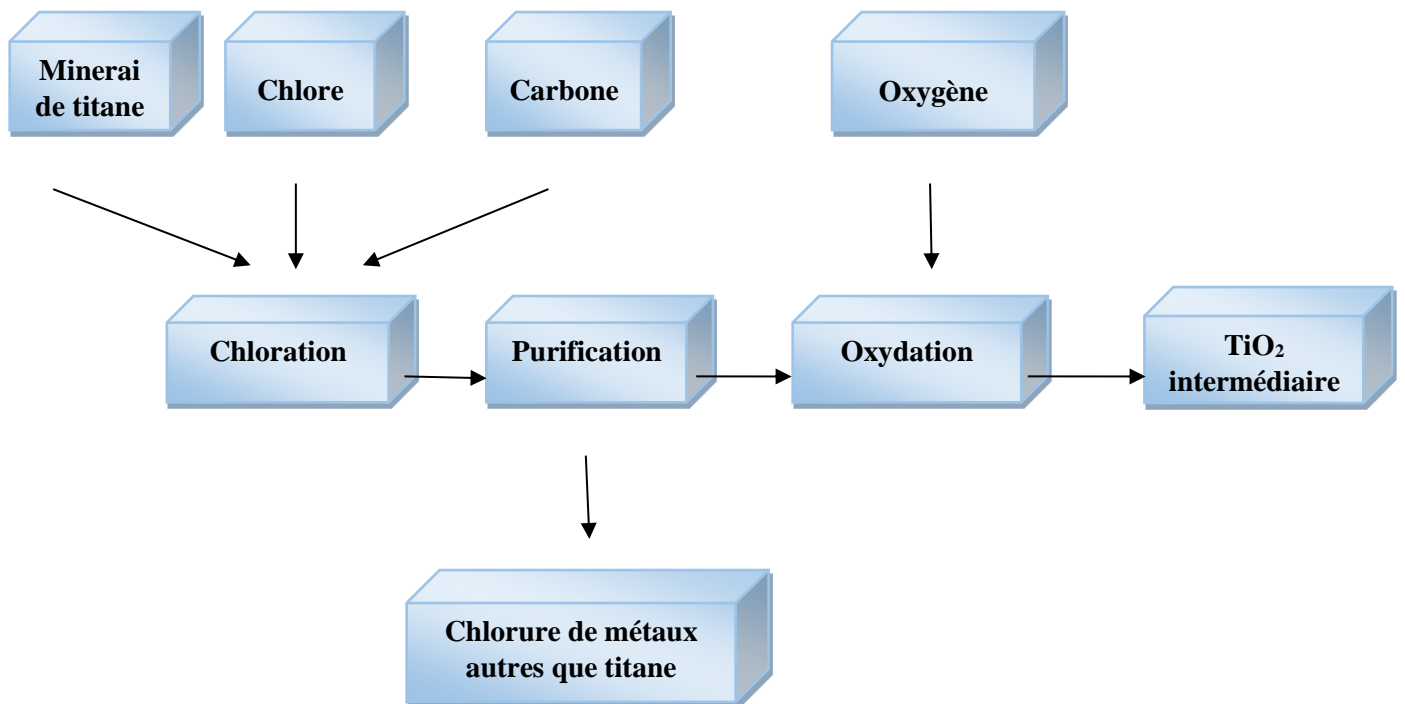 Minerai
de titane
Chlore
Carbone
Oxygène
Chloration
Purification
Oxydation
TiO₂
intermédiaire
Chlorure de métaux
autres que titane